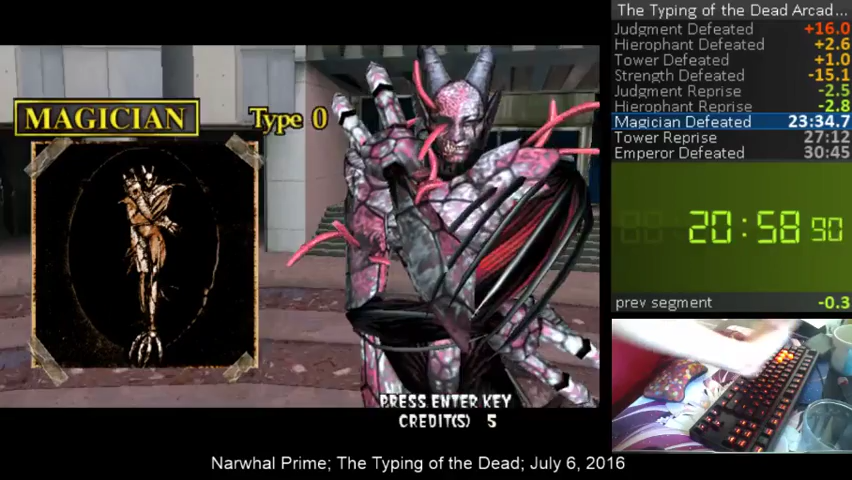 The Typing of the Dead Arcad...
Judgment Defeated +16.0
Hierophant Defeated +2.6
Tower Defeated +1.0
Strength Defeated -15.1
Judgment Reprise -2.5
Hierophant Reprise -2.8
Magician Defeated 23:34.7
Tower Reprise 27:12
Emperor Defeated 30:45
MAGICIAN Type 0
20:58 90
prev segment -0.3
PRESS ENTER KEY
CREDIT(S) 5
Narwhal Prime; The Typing of the Dead; July 6, 2016